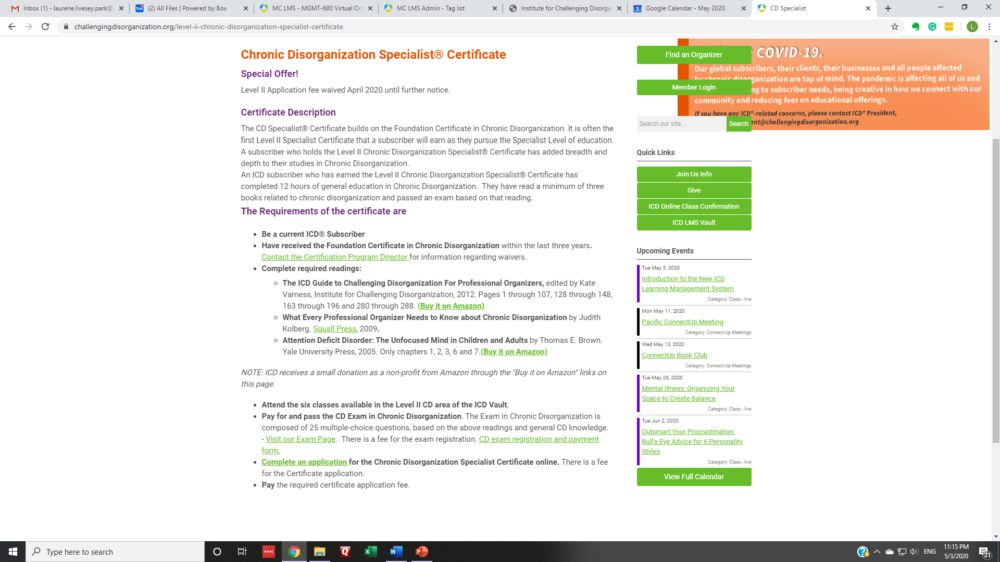 Inbox (1) - laurene.livesey.park@
(2) All Files | Powered by Box
MC LMS - MGMT-680 Virtual Or
MC LMS Admin - Tag list
Institute for Challenging Disorga
Google Calendar - May 2020
CD Specialist
challengingdisorganization.org/level-ii-chronic-disorganization-specialist-certificate
L
Chronic Disorganization Specialist® Certificate
Special Offer!
Level II Application fee waived April 2020 until further notice.
Certificate Description
The CD Specialist® Certificate builds on the Foundation Certificate in Chronic Disorganization. It is often the
first Level II Specialist Certificate that a subscriber will earn as they pursue the Specialist Level of education.
A subscriber who holds the Level II Chronic Disorganization Specialist® Certificate has added breadth and
depth to their studies in Chronic Disorganization.
An ICD subscriber who has earned the Level II Chronic Disorganization Specialist® Certificate has
completed 12 hours of general education in Chronic Disorganization.  They have read a minimum of three
books related to chronic disorganization and passed an exam based on that reading.
The Requirements of the certificate are
• Be a current ICD® Subscriber
• Have received the Foundation Certificate in Chronic Disorganization within the last three years.
Contact the Certification Program Director for information regarding waivers.
• Complete required readings:
The ICD Guide to Challenging Disorganization For Professional Organizers, edited by Kate
Varness, Institute for Challenging Disorganization, 2012. Pages 1 through 107, 128 through 148,
163 through 196 and 280 through 288. (Buy it on Amazon)
What Every Professional Organizer Needs to Know about Chronic Disorganization by Judith
Kolberg. Squall Press, 2009.
Attention Deficit Disorder: The Unfocused Mind in Children and Adults by Thomas E. Brown.
Yale University Press, 2005. Only chapters 1, 2, 3, 6 and 7.(Buy it on Amazon)
NOTE: ICD receives a small donation as a non-profit from Amazon through the "Buy it on Amazon" links on
this page.
• Attend the six classes available in the Level II CD area of the ICD Vault.
• Pay for and pass the CD Exam in Chronic Disorganization. The Exam in Chronic Disorganization is
composed of 25 multiple-choice questions, based on the above readings and general CD knowledge.
- Visit our Exam Page.  There is a fee for the exam registration. CD exam registration and payment
form.
• Complete an application for the Chronic Disorganization Specialist Certificate online. There is a fee
for the Certificate application.
• Pay the required certificate application fee.
Find an Organizer
Member Login
Search our site...
Search
COVID-19.
Our global subscribers, their clients, their businesses and all people affected
by chronic disorganization are top of mind. The pandemic is affecting all of us and
ng to subscriber needs, being creative in how we connect with our
community and reducing fees on educational offerings.
If you have any ICD®-related concerns, please contact ICD® President,
ent@challengingdisorganization.org
Quick Links
Join Us Info
Give
ICD Online Class Confirmation
ICD LMS Vault
Upcoming Events
Tue May 5, 2020
Introduction to the New ICD
Learning Management System
Category: Class - live
Mon May 11, 2020
Pacific ConnectUp Meeting
Category: Connect-Up Meetings
Wed May 13, 2020
ConnectUp Book Club
Category: Connect-Up Meetings
Tue May 26, 2020
Mental Illness: Organizing Your
Space to Create Balance
Category: Class - live
Tue Jun 2, 2020
Outsmart Your Procrastination:
Bull's Eye Advice for 6 Personality
Styles
Category: Class - live
View Full Calendar
Type here to search
ENG
11:15 PM
5/3/2020
21